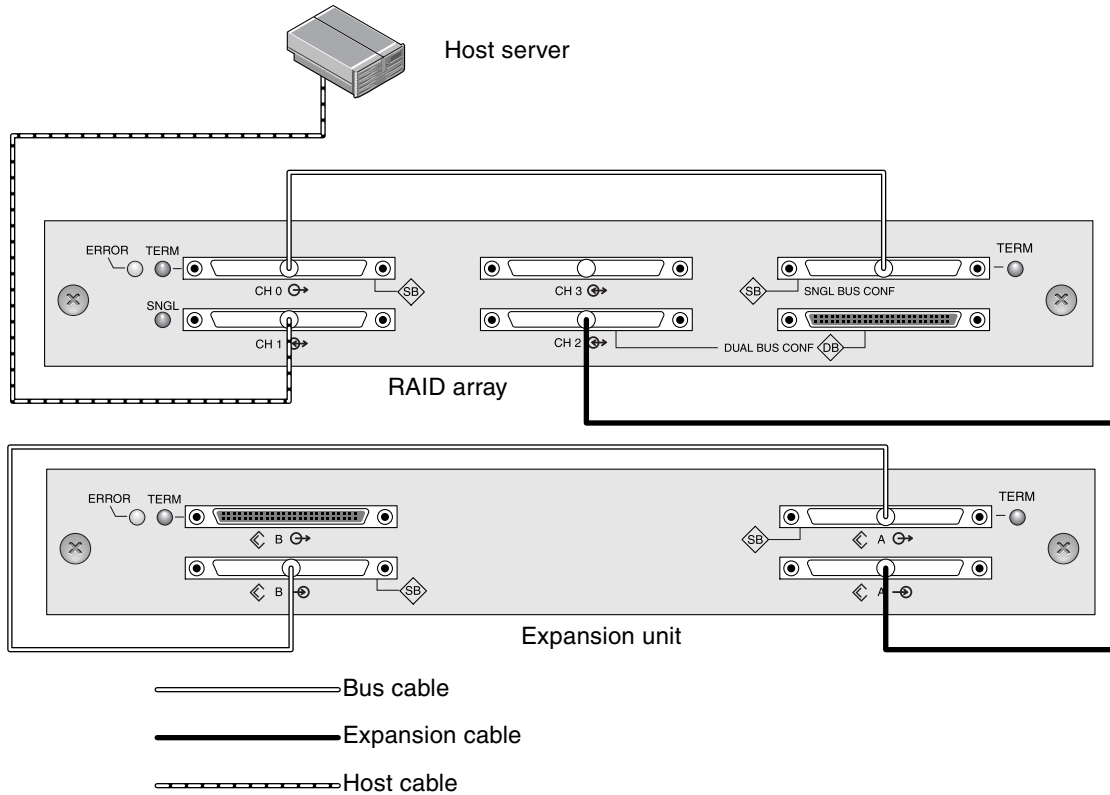 Host server
ERROR TERM
TERM
CH 0
SB
CH 3
SB
SNGL BUS CONF
SNGL
CH 1
CH 2
DUAL BUS CONF
DB
RAID array
ERROR TERM
TERM
B
SB
A
B
SB
A
Expansion unit
Bus cable
Expansion cable
Host cable